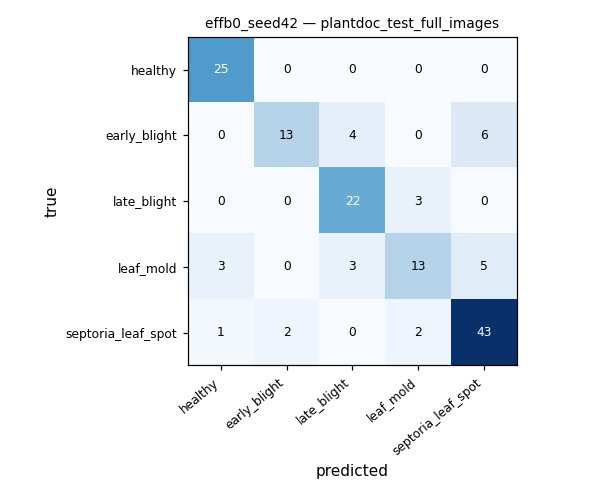 effb0_seed42 — plantdoc_test_full_images
true
healthy 25 0 0 0 0
early_blight 0 13 4 0 6
late_blight 0 0 22 3 0
leaf_mold 3 0 3 13 5
septoria_leaf_spot 1 2 0 2 43
healthy early_blight late_blight leaf_mold septoria_leaf_spot
predicted